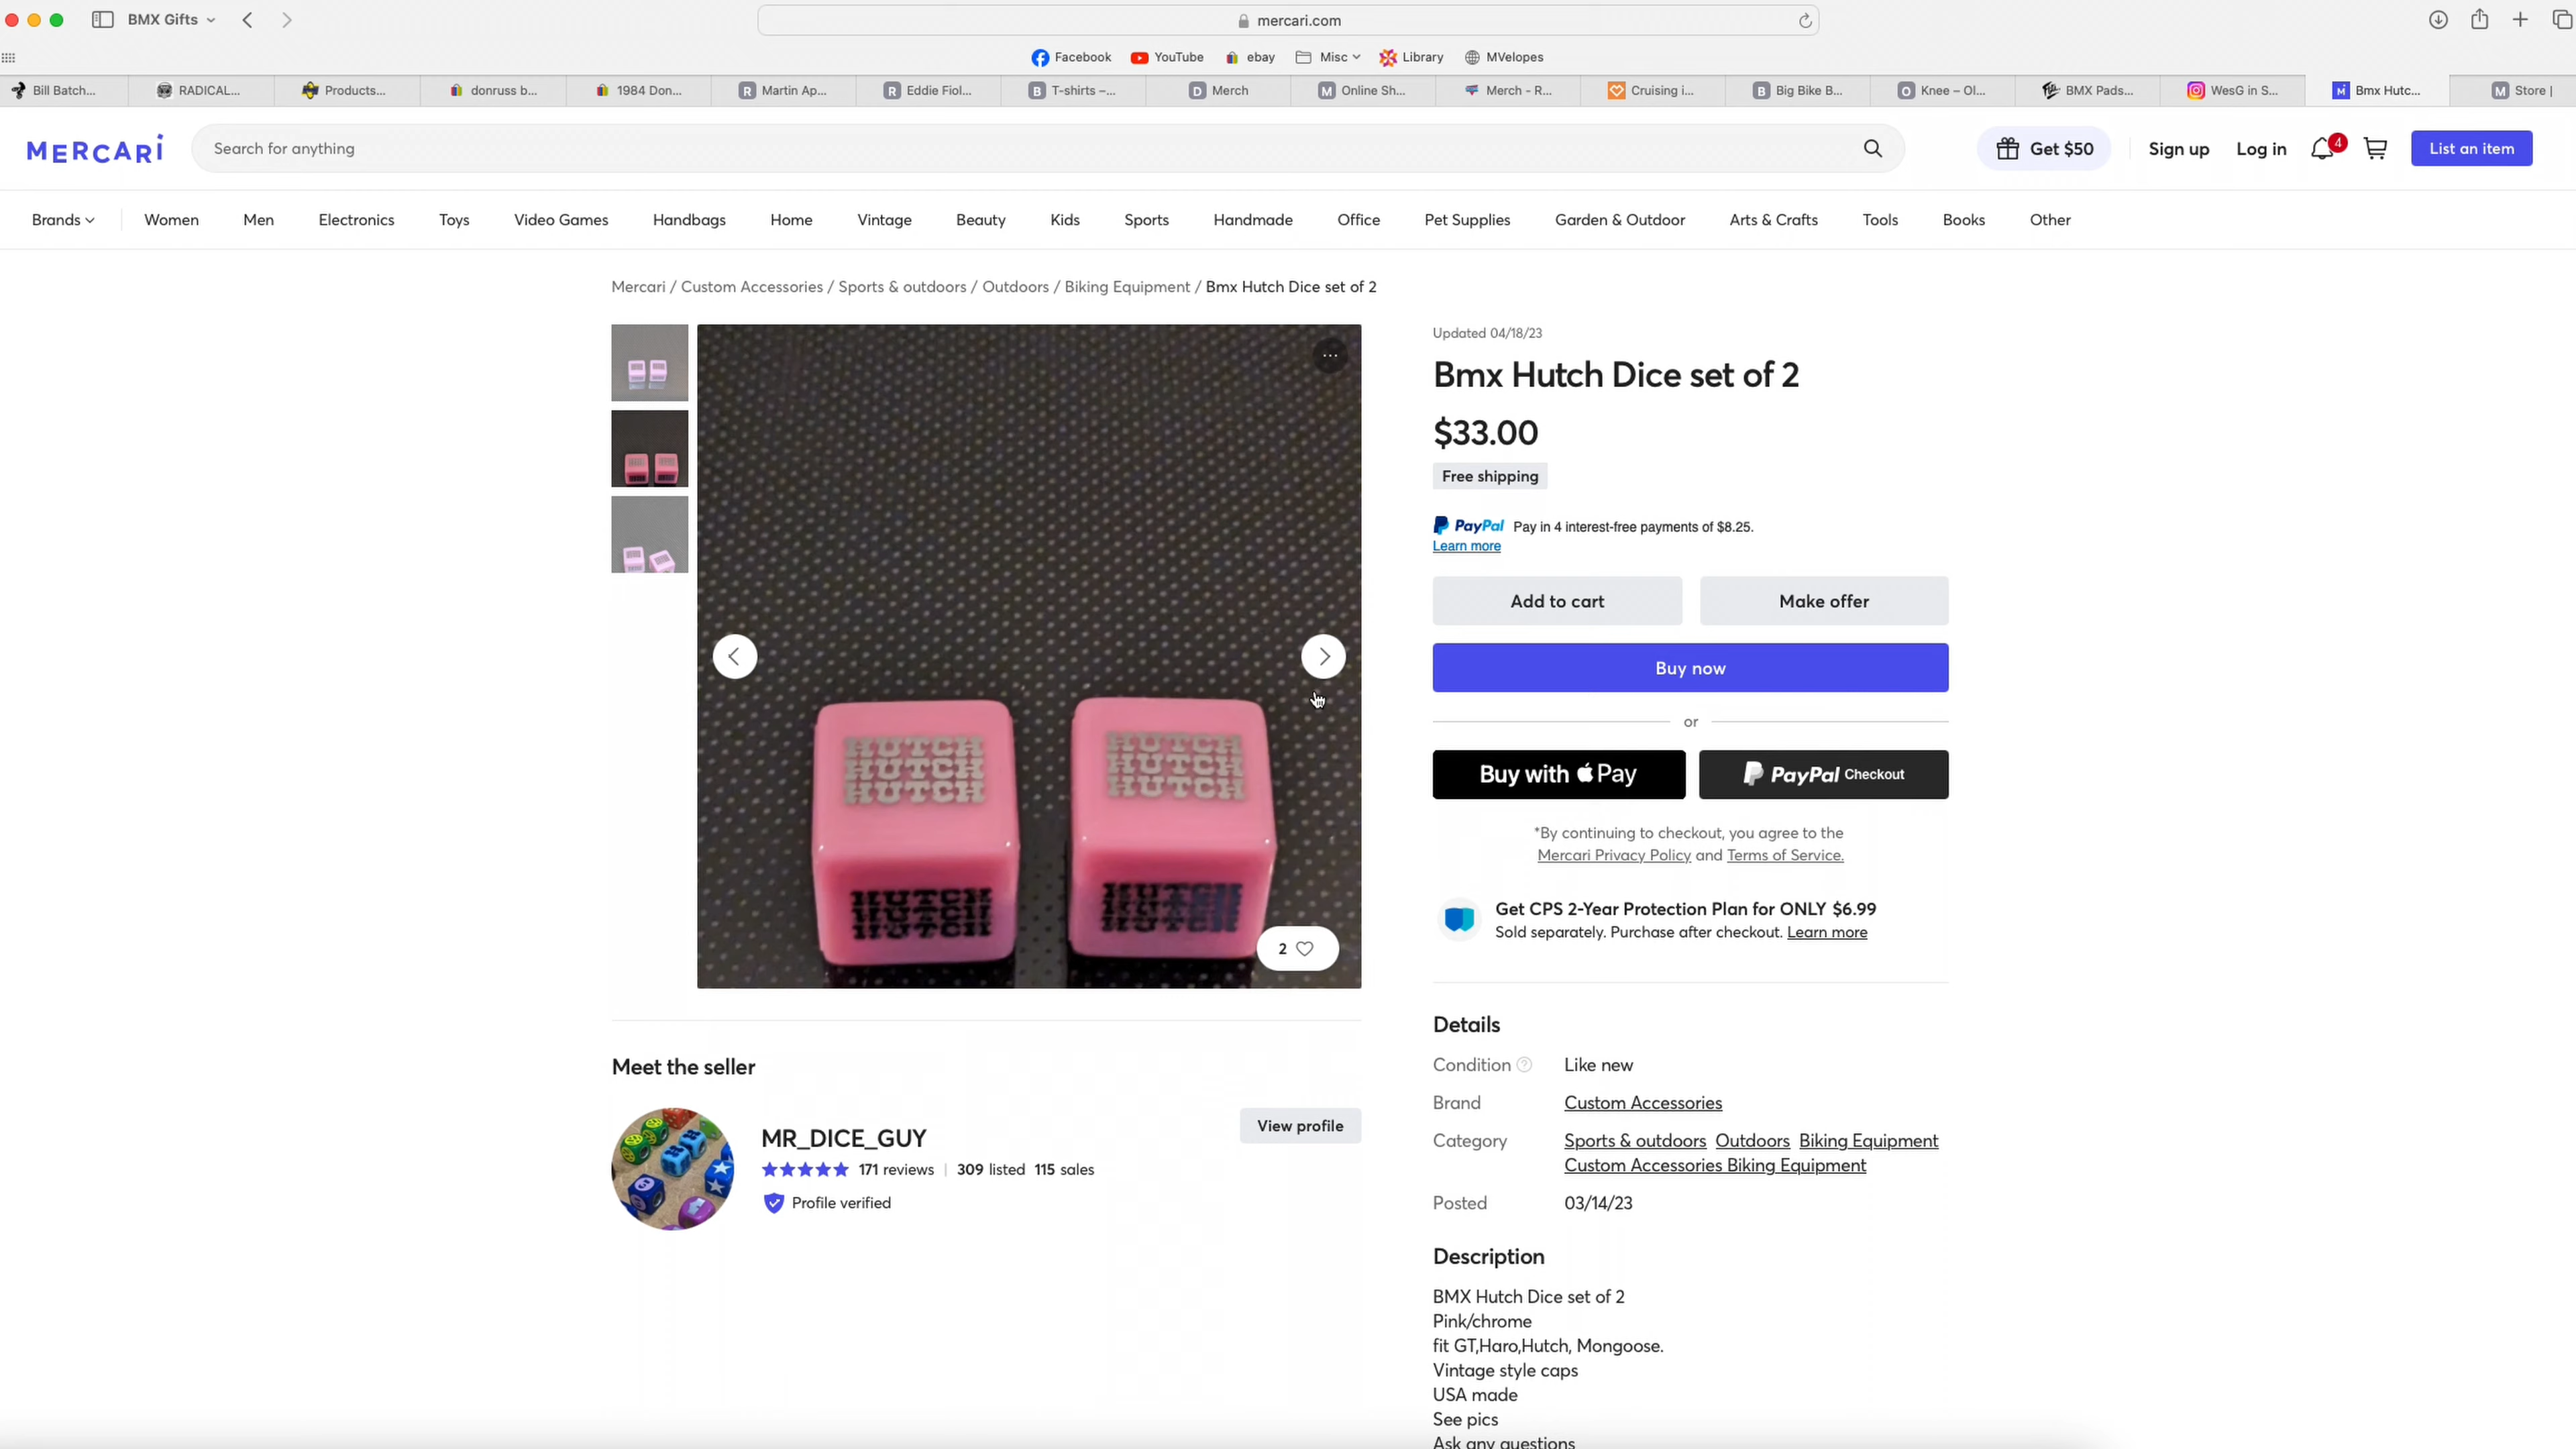 BMX Gifts
mercari.com
Facebook YouTube ebay Misc Library MVelopes
Bill Batch... RADICAL... Products... donruss b... 1984 Don... Martin Ap... Eddie Fiol... T-shirts –... Merch Online Sh... Merch - R... Cruising i... Big Bike B... Knee – Ol... BMX Pads... WesG in S... Bmx Hutc... Store |
MERCARI
Search for anything
Get $50
Sign up
Log in
4
List an item
Brands Women Men Electronics Toys Video Games Handbags Home Vintage Beauty Kids Sports Handmade Office Pet Supplies Garden & Outdoor Arts & Crafts Tools Books Other
Mercari / Custom Accessories / Sports & outdoors / Outdoors / Biking Equipment / Bmx Hutch Dice set of 2
HUTCH
HUTCH
HUTCH
HUTCH
HUTCH
HUTCH
HUTCH
HUTCH
HUTCH
HUTCH
HUTCH
HUTCH
2
Updated 04/18/23
Bmx Hutch Dice set of 2
$33.00
Free shipping
PayPal Pay in 4 interest-free payments of $8.25.
Learn more
Add to cart
Make offer
Buy now
or
Buy with Pay
PayPal Checkout
*By continuing to checkout, you agree to the
Mercari Privacy Policy and Terms of Service.
Get CPS 2-Year Protection Plan for ONLY $6.99
Sold separately. Purchase after checkout. Learn more
Meet the seller
MR_DICE_GUY
171 reviews | 309 listed 115 sales
Profile verified
View profile
Details
Condition Like new
Brand Custom Accessories
Category Sports & outdoors Outdoors Biking Equipment
Custom Accessories Biking Equipment
Posted 03/14/23
Description
BMX Hutch Dice set of 2
Pink/chrome
fit GT,Haro,Hutch, Mongoose.
Vintage style caps
USA made
See pics
Ask any questions